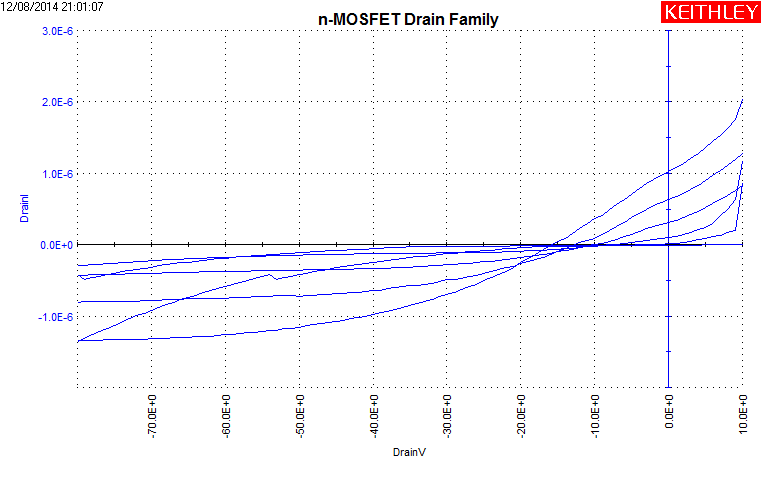 12/08/2014 21:01:07
n-MOSFET Drain Family
KEITHLEY
3.0E-6
2.0E-6
1.0E-6
0.0E+0
-1.0E-6
DrainI
-70.0E+0
-60.0E+0
-50.0E+0
-40.0E+0
-30.0E+0
-20.0E+0
-10.0E+0
0.0E+0
10.0E+0
DrainV